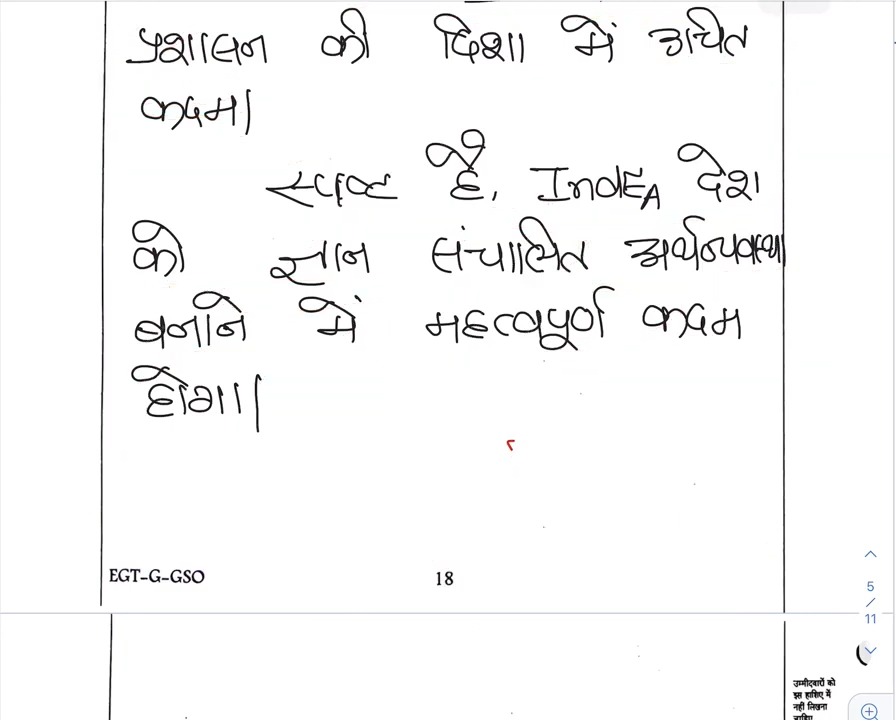 प्रशासन की दिशा में उचित
कदम।
स्पष्ट है, IndEA देश
को ज्ञान संचालित अर्थव्यवस्था
बनाने में महत्वपूर्ण कदम
होगा।
EGT-G-GSO 18
5
/
11
उम्मीदवारों को
इस हाशिए में
नहीं लिखना
चाहिए